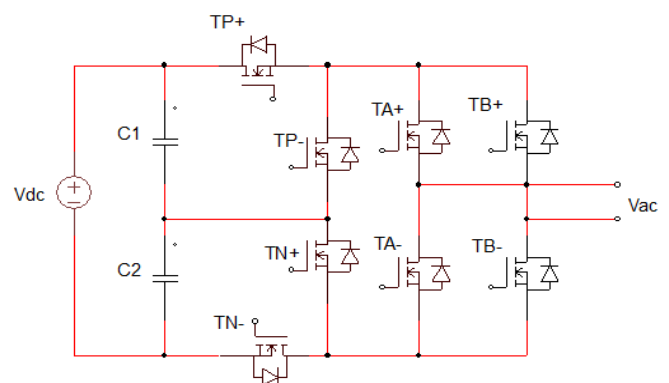 TP+
TA+
TB+
C1
TP-
Vdc
Vac
TN+
TA-
TB-
C2
TN-